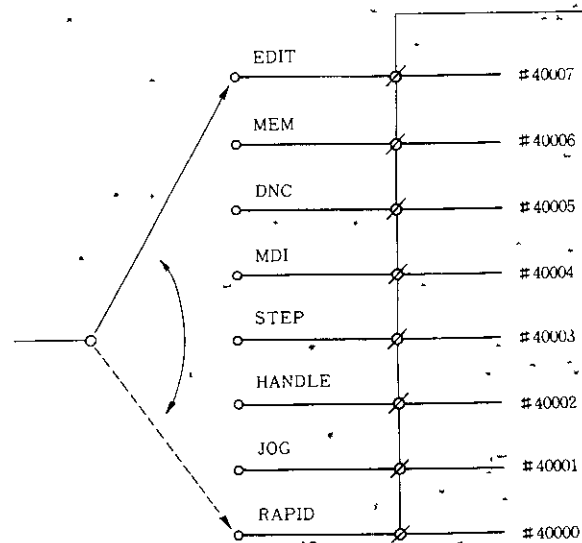 EDIT #40007
MEM #40006
DNC #40005
MDI #40004
STEP #40003
HANDLE #40002
JOG #40001
RAPID #40000